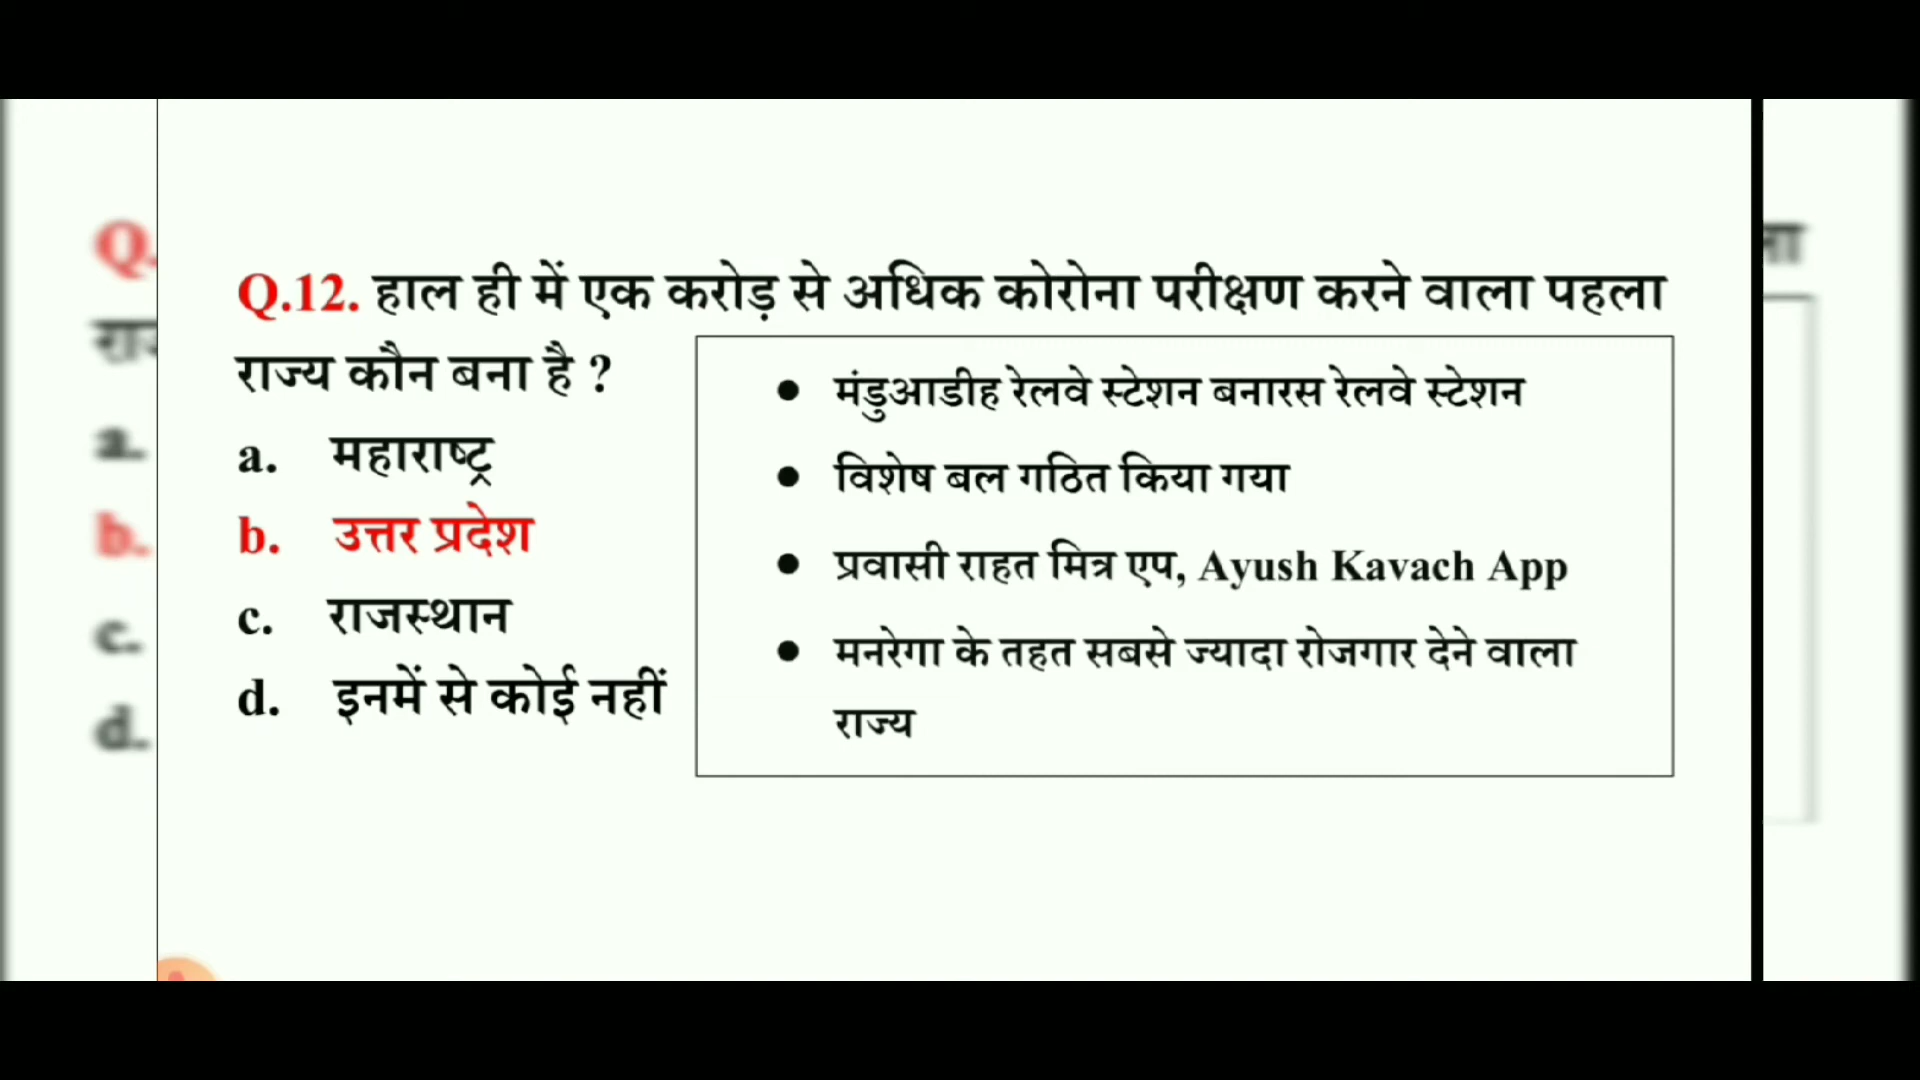 Q.12. हाल ही में एक करोड़ से अधिक कोरोना परीक्षण करने वाला पहला
राज्य कौन बना है ?
a. महाराष्ट्र
b. उत्तर प्रदेश
c. राजस्थान
d. इनमें से कोई नहीं
● मंडुआडीह रेलवे स्टेशन बनारस रेलवे स्टेशन
● विशेष बल गठित किया गया
● प्रवासी राहत मित्र एप, Ayush Kavach App
● मनरेगा के तहत सबसे ज्यादा रोजगार देने वाला
राज्य